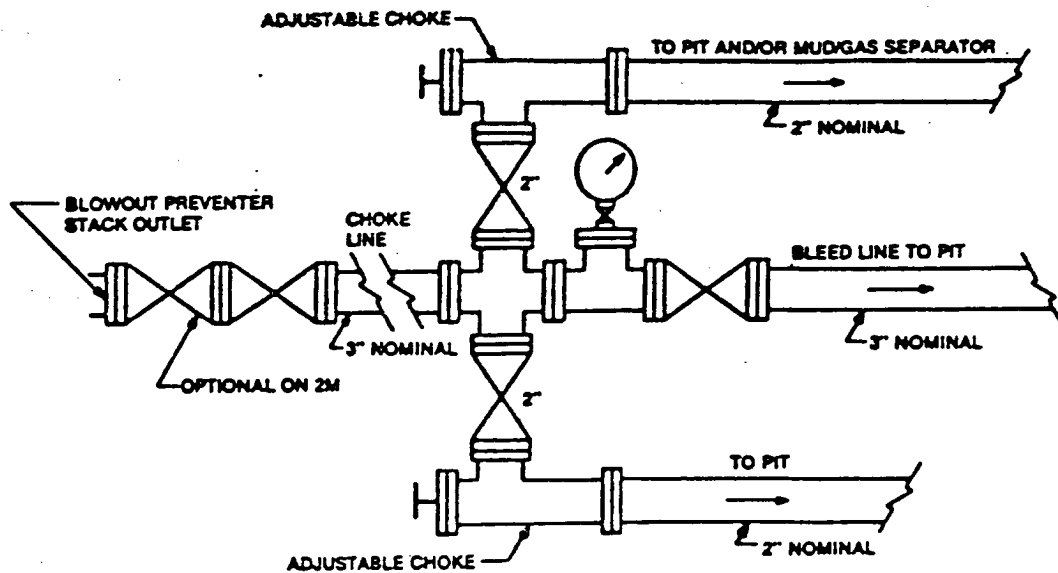 ADJUSTABLE CHOKE
TO PIT AND/OR MUD/GAS SEPARATOR
2" NOMINAL
2"
BLOWOUT PREVENTER
STACK OUTLET
CHOKE
LINE
BLEED LINE TO PIT
3" NOMINAL
3" NOMINAL
OPTIONAL ON 2M
2"
TO PIT
2" NOMINAL
ADJUSTABLE CHOKE